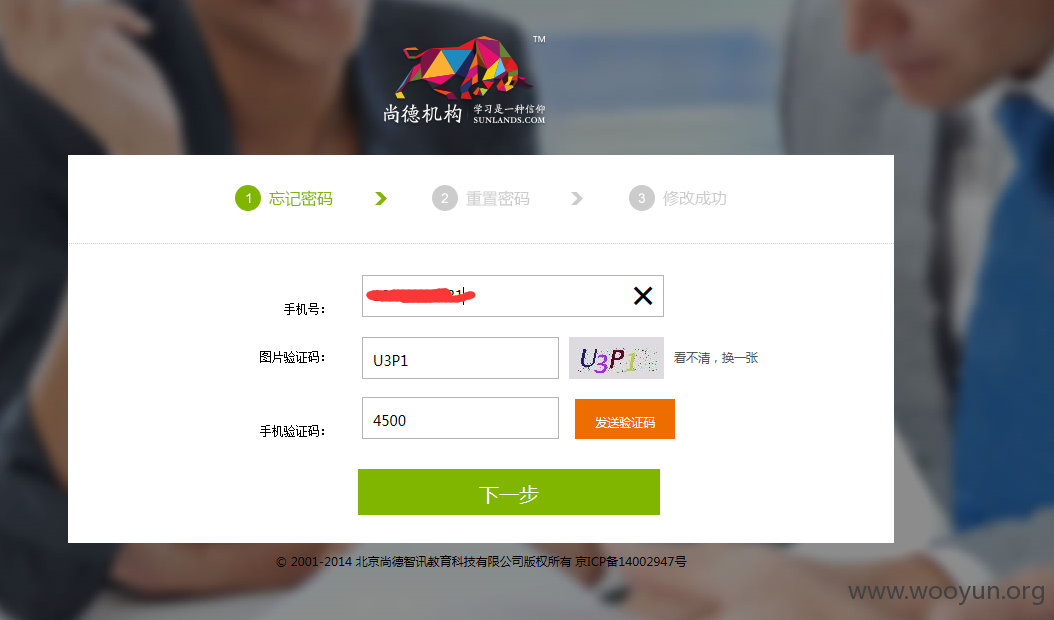 TM
尚德机构 学习是一种信仰
SUNLANDS.COM
1 忘记密码 2 重置密码 3 修改成功
手机号：
图片验证码： U3P1 U3P1 看不清，换一张
手机验证码： 4500 发送验证码
下一步
© 2001-2014 北京尚德智讯教育科技有限公司版权所有 京ICP备14002947号
www.wooyun.org